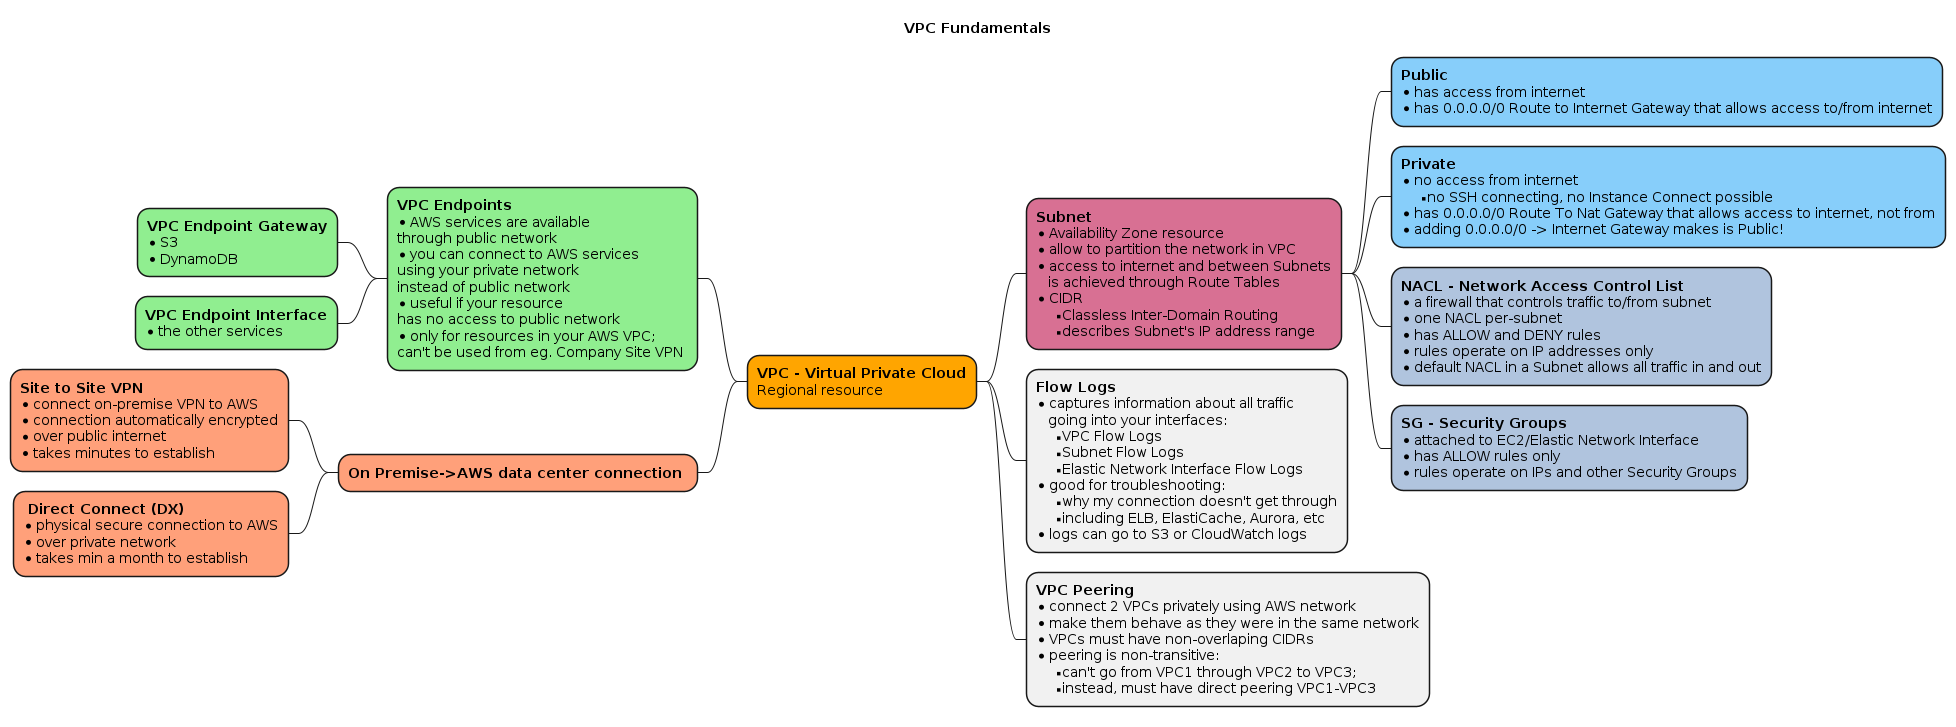 VPC Fundamentals
VPC - Virtual Private Cloud
Regional resource
Subnet
• Availability Zone resource
• allow to partition the network in VPC
• access to internet and between Subnets
is achieved through Route Tables
• CIDR
▪Classless Inter-Domain Routing
▪describes Subnet's IP address range
Public
• has access from internet
• has 0.0.0.0/0 Route to Internet Gateway that allows access to/from internet
Private
• no access from internet
▪no SSH connecting, no Instance Connect possible
• has 0.0.0.0/0 Route To Nat Gateway that allows access to internet, not from
• adding 0.0.0.0/0 -> Internet Gateway makes is Public!
NACL - Network Access Control List
• a firewall that controls traffic to/from subnet
• one NACL per-subnet
• has ALLOW and DENY rules
• rules operate on IP addresses only
• default NACL in a Subnet allows all traffic in and out
SG - Security Groups
• attached to EC2/Elastic Network Interface
• has ALLOW rules only
• rules operate on IPs and other Security Groups
Flow Logs
• captures information about all traffic
going into your interfaces:
▪VPC Flow Logs
▪Subnet Flow Logs
▪Elastic Network Interface Flow Logs
• good for troubleshooting:
▪why my connection doesn't get through
▪including ELB, ElastiCache, Aurora, etc
• logs can go to S3 or CloudWatch logs
VPC Peering
• connect 2 VPCs privately using AWS network
• make them behave as they were in the same network
• VPCs must have non-overlaping CIDRs
• peering is non-transitive:
▪can't go from VPC1 through VPC2 to VPC3;
▪instead, must have direct peering VPC1-VPC3
VPC Endpoints
• AWS services are available
through public network
• you can connect to AWS services
using your private network
instead of public network
• useful if your resource
has no access to public network
• only for resources in your AWS VPC;
can't be used from eg. Company Site VPN
VPC Endpoint Gateway
• S3
• DynamoDB
VPC Endpoint Interface
• the other services
On Premise->AWS data center connection
Site to Site VPN
• connect on-premise VPN to AWS
• connection automatically encrypted
• over public internet
• takes minutes to establish
Direct Connect (DX)
• physical secure connection to AWS
• over private network
• takes min a month to establish